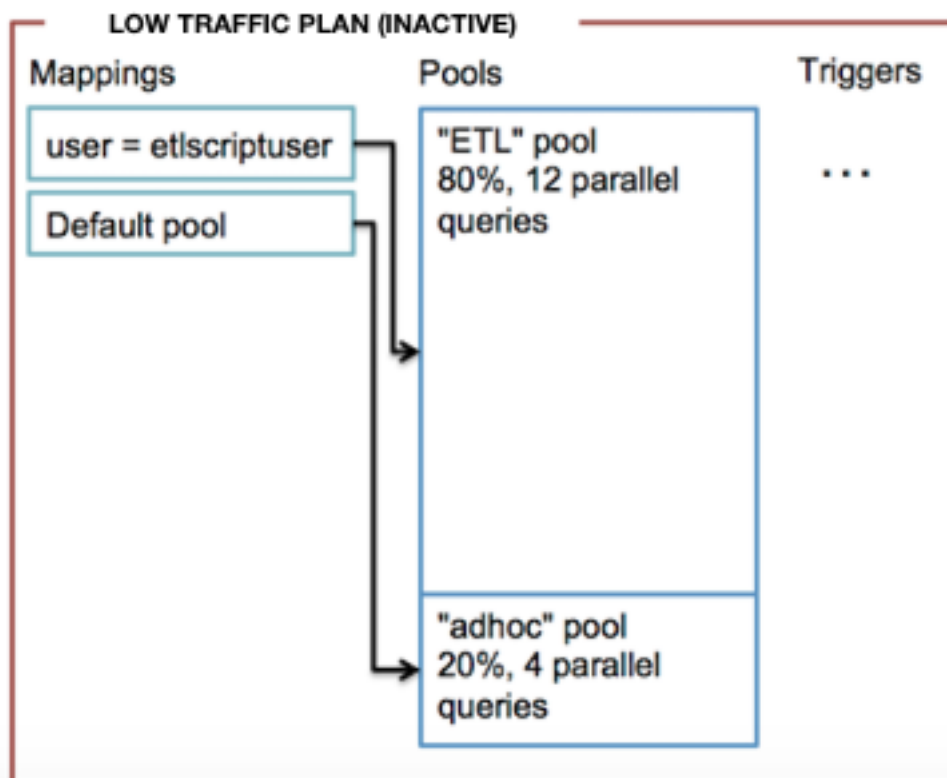 LOW TRAFFIC PLAN (INACTIVE)
Mappings
Pools
Triggers
user = etlscriptuser
Default pool
"ETL" pool
80%, 12 parallel
queries
...
"adhoc" pool
20%, 4 parallel
queries